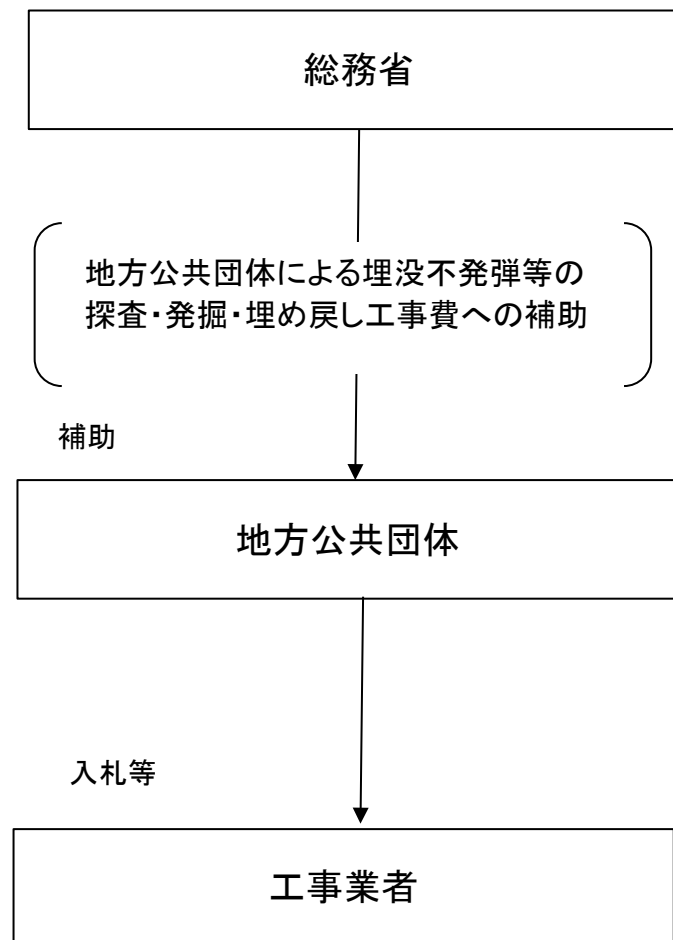 総務省
地方公共団体による埋没不発弾等の
探査・発掘・埋め戻し工事費への補助
補助
地方公共団体
入札等
工事業者